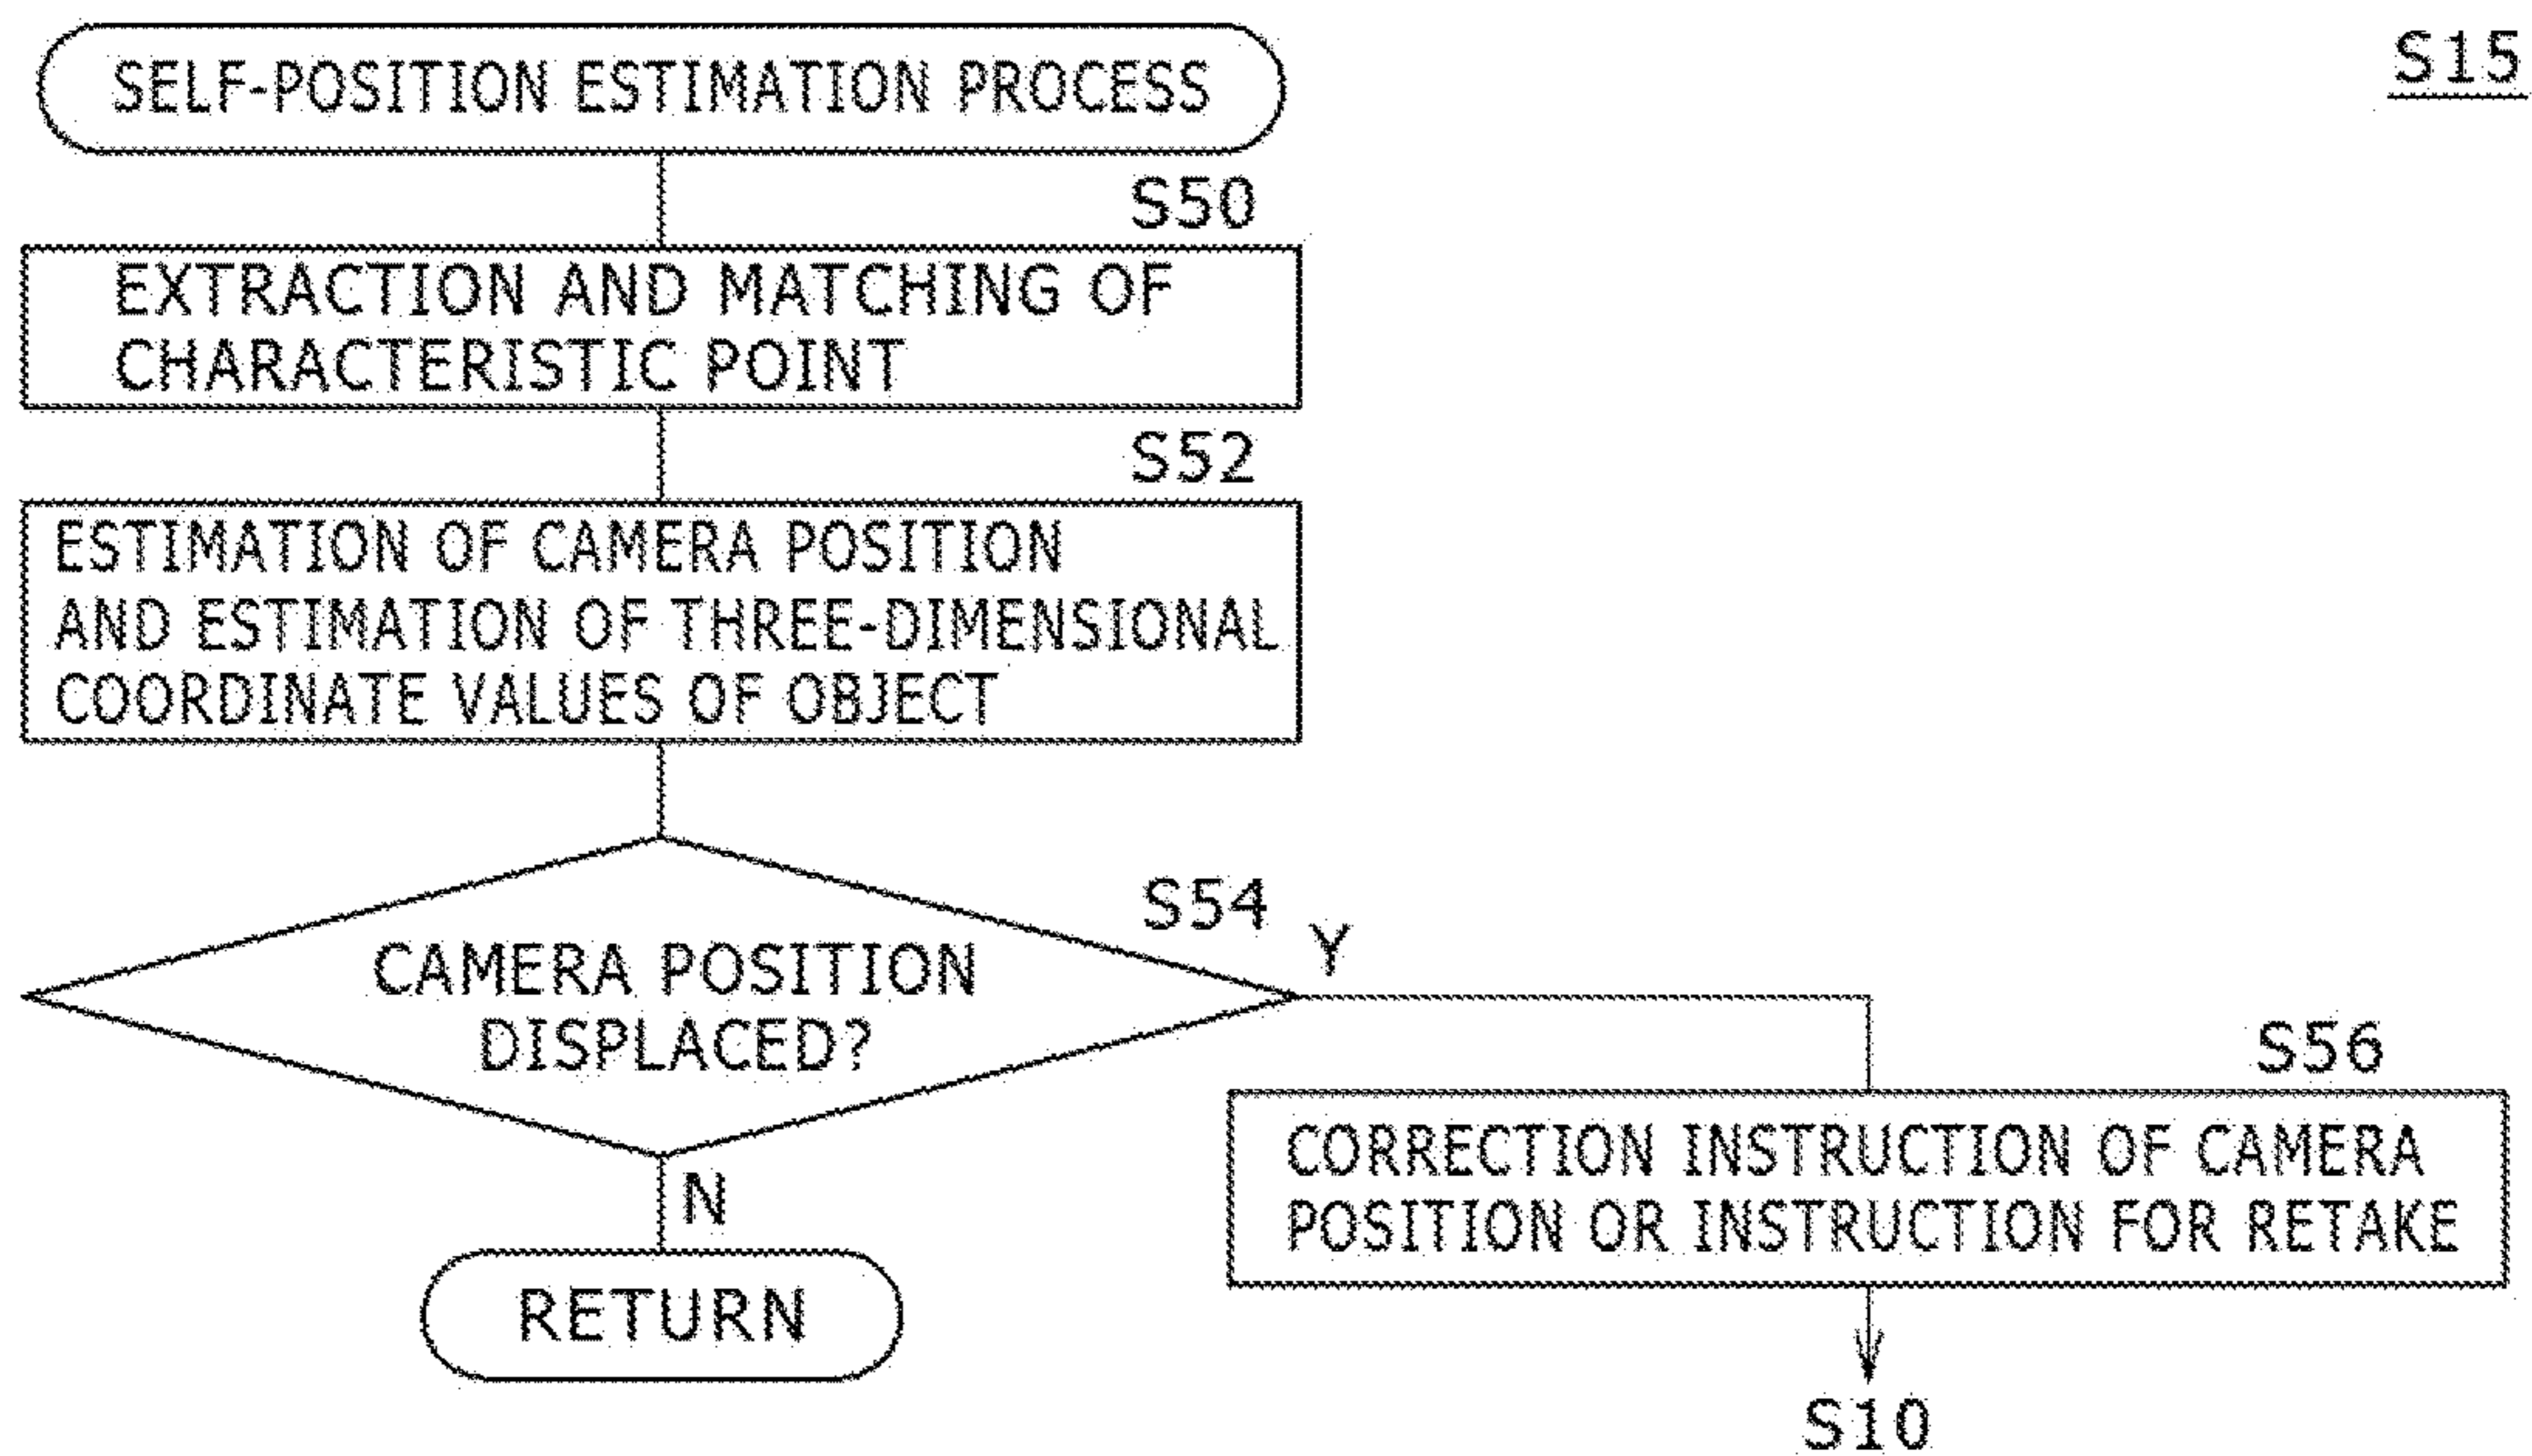 S15
SELF-POSITION ESTIMATION PROCESS
S50
EXTRACTION AND MATCHING OF
CHARACTERISTIC POINT
S52
ESTIMATION OF CAMERA POSITION
AND ESTIMATION OF THREE-DIMENSIONAL
COORDINATE VALUES OF OBJECT
S54
CAMERA POSITION
DISPLACED?
Y
N
RETURN
S56
CORRECTION INSTRUCTION OF CAMERA
POSITION OR INSTRUCTION FOR RETAKE
S10